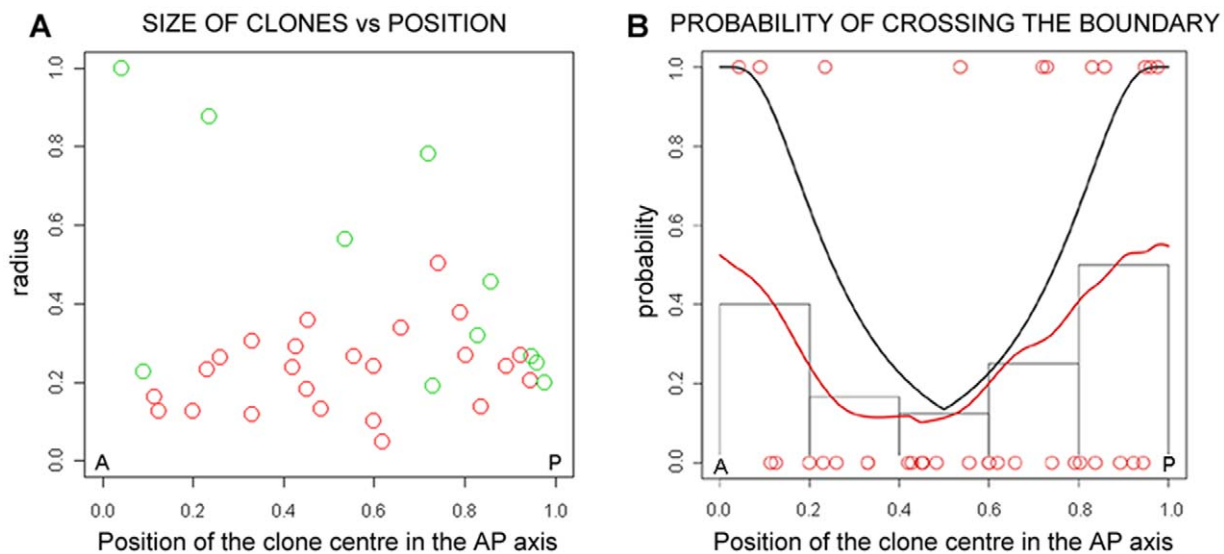 A SIZE OF CLONES vs POSITION
1.0
0.8
0.6
0.4
0.2
0.0
radius
A P
0.0 0.2 0.4 0.6 0.8 1.0
Position of the clone centre in the AP axis
B PROBABILITY OF CROSSING THE BOUNDARY
1.0
0.8
0.6
0.4
0.2
0.0
probability
A P
0.0 0.2 0.4 0.6 0.8 1.0
Position of the clone centre in the AP axis